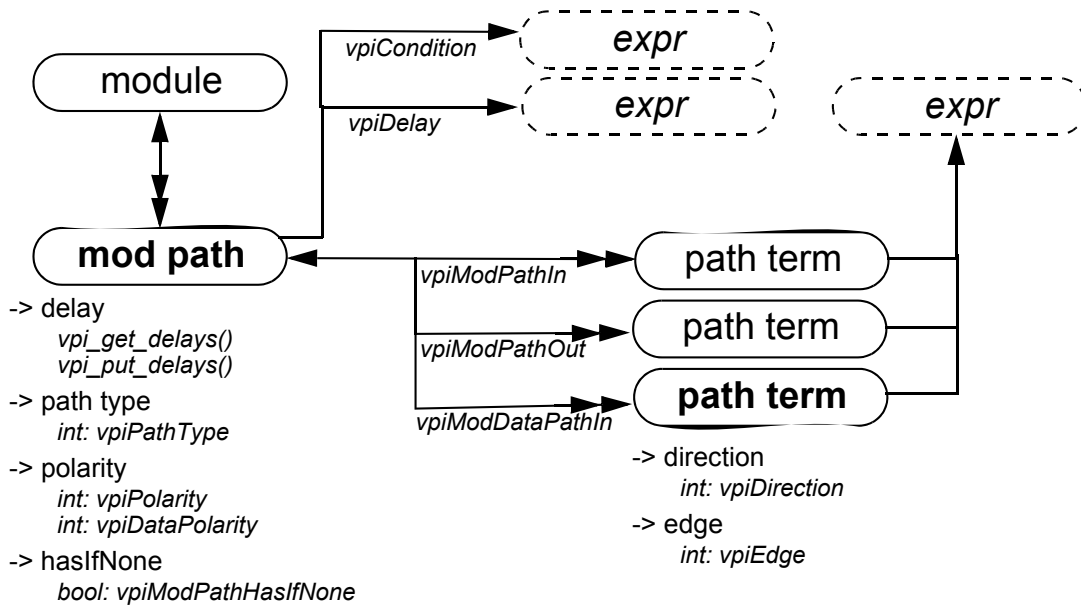 vpiCondition
expr
module
vpiDelay
expr
expr
mod path
vpiModPathIn
path term
-> delay
vpi_get_delays()
vpi_put_delays()
vpiModPathOut
path term
-> path type
int: vpiPathType
vpiModDataPathIn
path term
-> polarity
int: vpiPolarity
int: vpiDataPolarity
-> hasIfNone
bool: vpiModPathHasIfNone
-> direction
int: vpiDirection
-> edge
int: vpiEdge